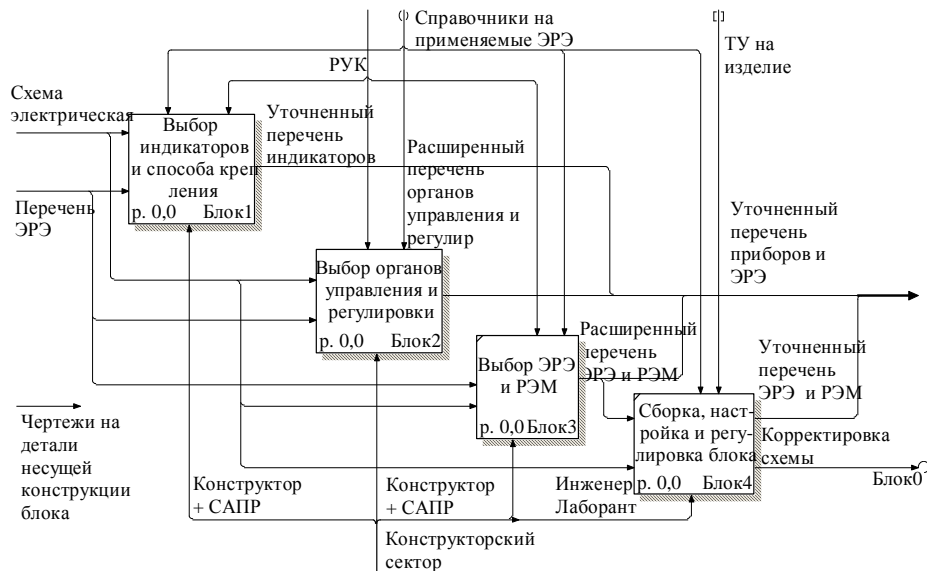 Справочники на
применяемые ЭРЭ
ТУ на
изделие
РУК
Схема
электрическая
Перечень
ЭРЭ
Выбор
индикаторов
и способа креп
ления
р. 0,0 Блок1
Уточненный
перечень
индикаторов
Расширенный
перечень
органов
управления и
регулир
Уточненный
перечень
приборов и
ЭРЭ
Выбор органов
управления и
регулировки
р. 0,0 Блок2
Расширенный
перечень
ЭРЭ и РЭМ
Выбор ЭРЭ
и РЭМ
р. 0,0 Блок3
Уточненный
перечень
ЭРЭ и РЭМ
Сборка, наст-
ройка и регу-
лировка блока
р. 0,0 Блок4
Корректировка
схемы
Блок0
Чертежи на
детали
несущей
конструкции
блока
Конструктор
+ САПР
Конструктор
+ САПР
Инженер
Лаборант
Конструкторский
сектор